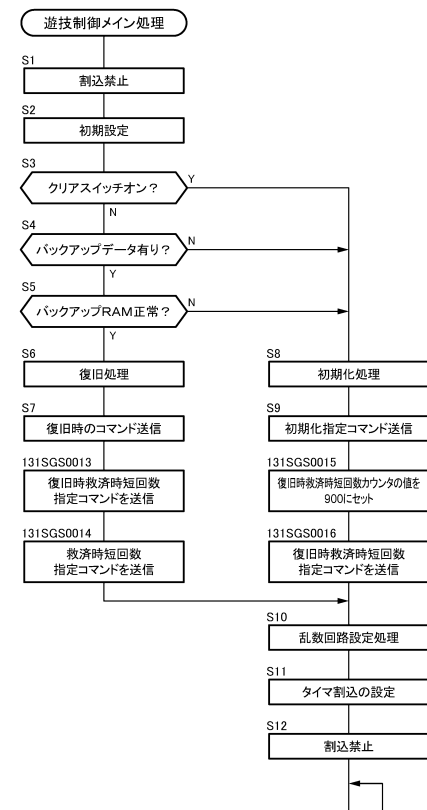 遊技制御メイン処理
S1
割込禁止
S2
初期設定
S3
クリアスイッチオン？
Y
N
S4
バックアップデータ有り？
N
Y
S5
バックアップRAM正常？
N
Y
S6
復旧処理
S7
復旧時のコマンド送信
131SGS0013
復旧時救済時短回数
指定コマンドを送信
131SGS0014
救済時短回数
指定コマンドを送信
S8
初期化処理
S9
初期化指定コマンド送信
131SGS0015
復旧時救済時短回数カウンタの値を
900にセット
131SGS0016
復旧時救済時短回数
指定コマンドを送信
S10
乱数回路設定処理
S11
タイマ割込の設定
S12
割込禁止